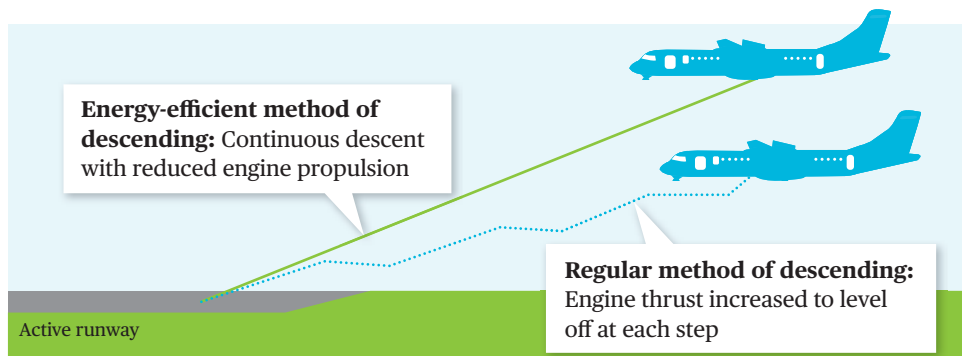 Energy-efficient method of
descending: Continuous descent
with reduced engine propulsion
Regular method of descending:
Engine thrust increased to level
off at each step
Active runway